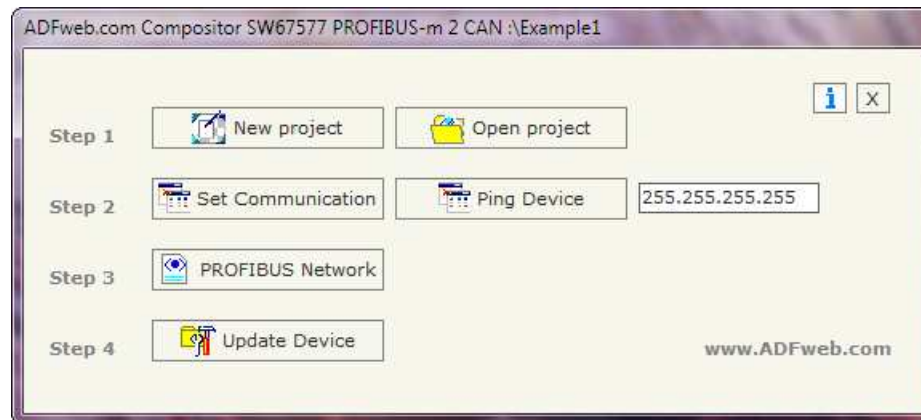 ADFweb.com Compositor SW67577 PROFIBUS-m 2 CAN :\Example1
i X
Step 1 New project Open project
Step 2 Set Communication Ping Device 255.255.255.255
Step 3 PROFIBUS Network
Step 4 Update Device www.ADFweb.com